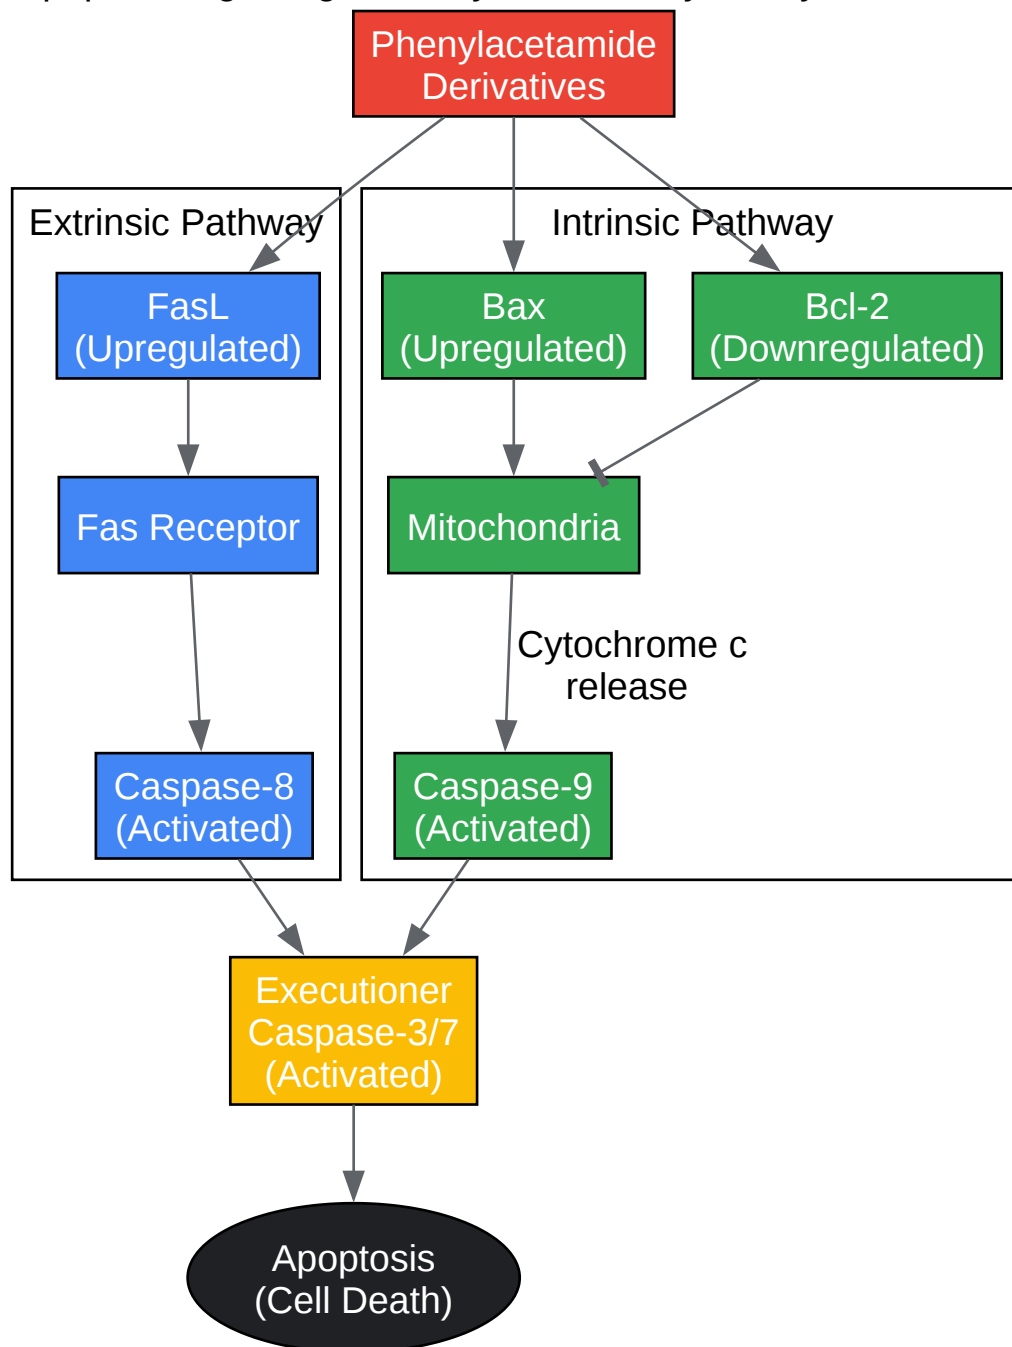 Phenylacetamide
Derivatives
Extrinsic Pathway
Intrinsic Pathway
FasL
(Upregulated)
Bax
(Upregulated)
Bcl-2
(Downregulated)
Fas Receptor
Mitochondria
Cytochrome c
release
Caspase-8
(Activated)
Caspase-9
(Activated)
Executioner
Caspase-3/7
(Activated)
Apoptosis
(Cell Death)